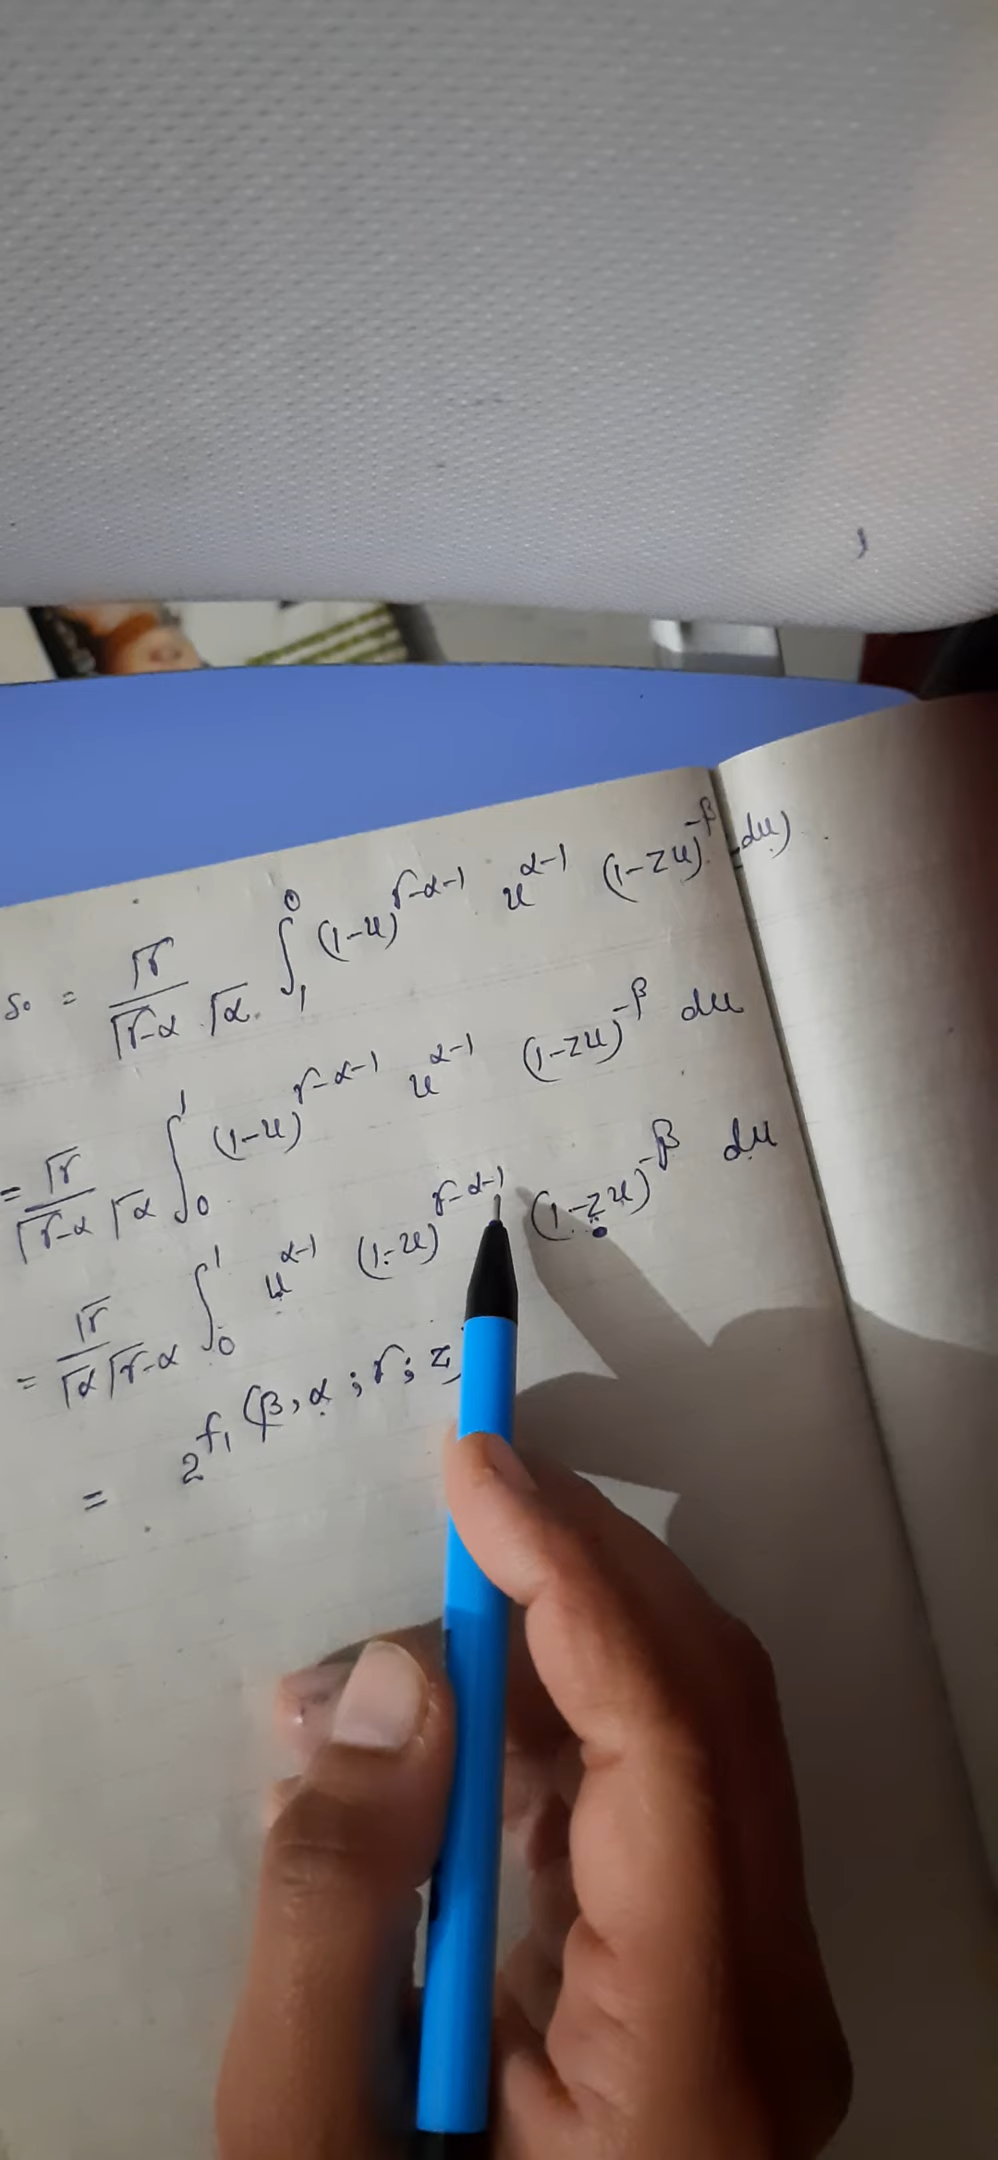 So = Γγ / Γγ-α Γα . ∫₁⁰ (1-u)^(γ-α-1) u^(α-1) (1-zu)^(-β) -du)
= Γγ / Γγ-α Γα ∫₀¹ (1-u)^(γ-α-1) u^(α-1) (1-zu)^(-β) du
= Γγ / Γα Γγ-α ∫₀¹ u^(α-1) (1-u)^(γ-α-1) (1-zu)^(-β) du
= ₂f₁ (β, α ; γ; z